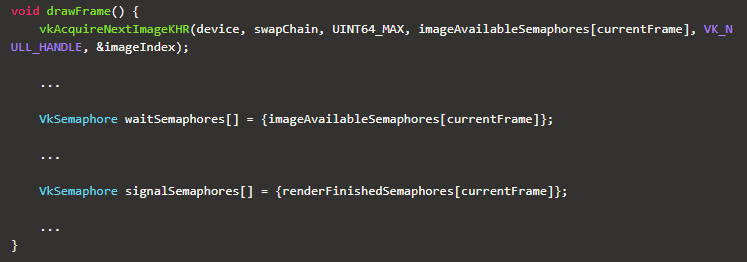 void drawFrame() {
    vkAcquireNextImageKHR(device, swapChain, UINT64_MAX, imageAvailableSemaphores[currentFrame], VK_N
ULL_HANDLE, &imageIndex);

    ...

    VkSemaphore waitSemaphores[] = {imageAvailableSemaphores[currentFrame]};

    ...

    VkSemaphore signalSemaphores[] = {renderFinishedSemaphores[currentFrame]};

    ...
}